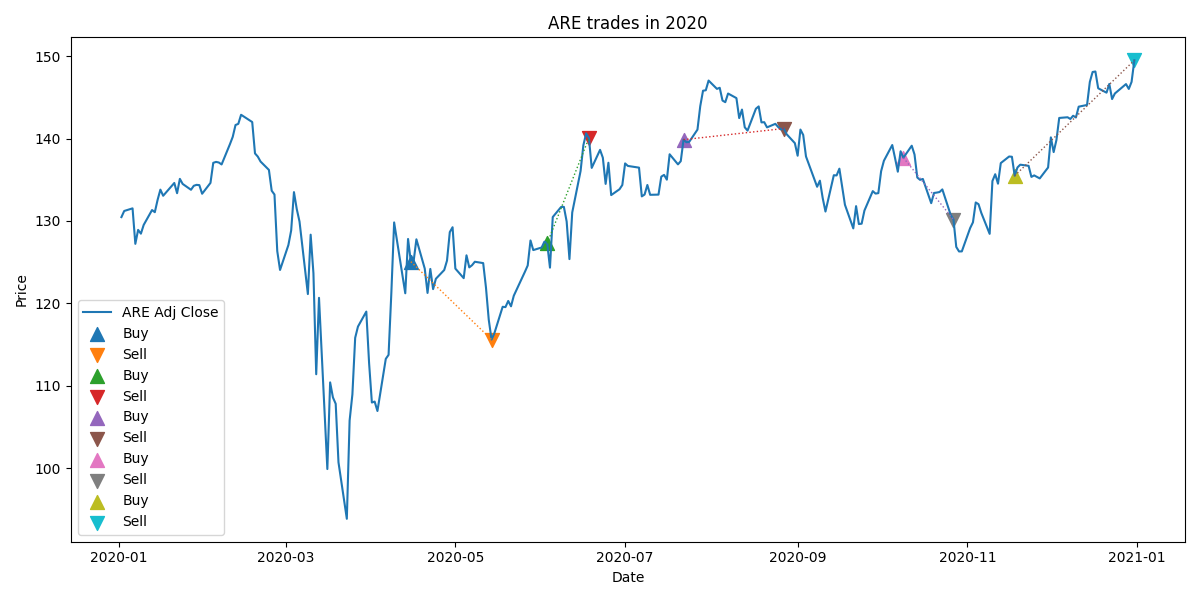 ARE trades in 2020
Price
150
140
130
120
110
100
ARE Adj Close
Buy
Sell
Buy
Sell
Buy
Sell
Buy
Sell
Buy
Sell
2020-01
2020-03
2020-05
2020-07
2020-09
2020-11
2021-01
Date